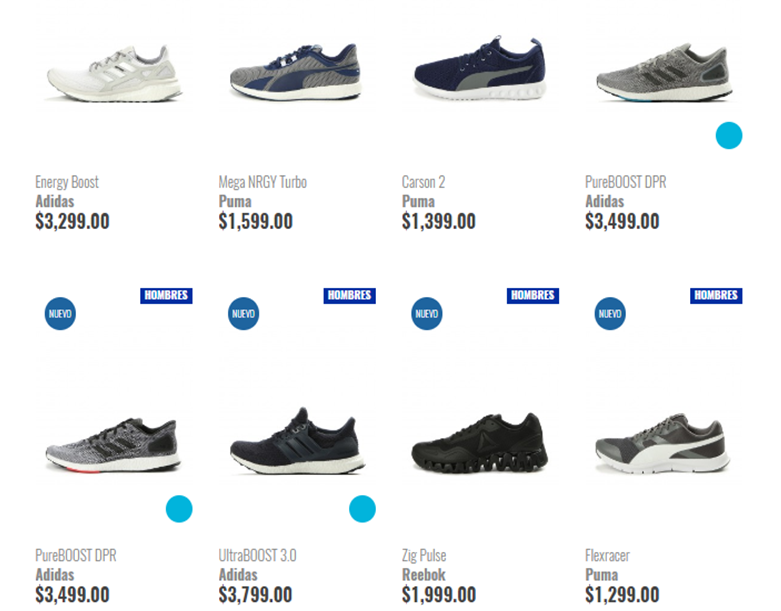 Energy Boost
Adidas
$3,299.00
Mega NRGY Turbo
Puma
$1,599.00
Carson 2
Puma
$1,399.00
PureBOOST DPR
Adidas
$3,499.00
NUEVO
HOMBRES
PureBOOST DPR
Adidas
$3,499.00
NUEVO
HOMBRES
UltraBOOST 3.0
Adidas
$3,799.00
NUEVO
HOMBRES
Zig Pulse
Reebok
$1,999.00
NUEVO
HOMBRES
Flexracer
Puma
$1,299.00